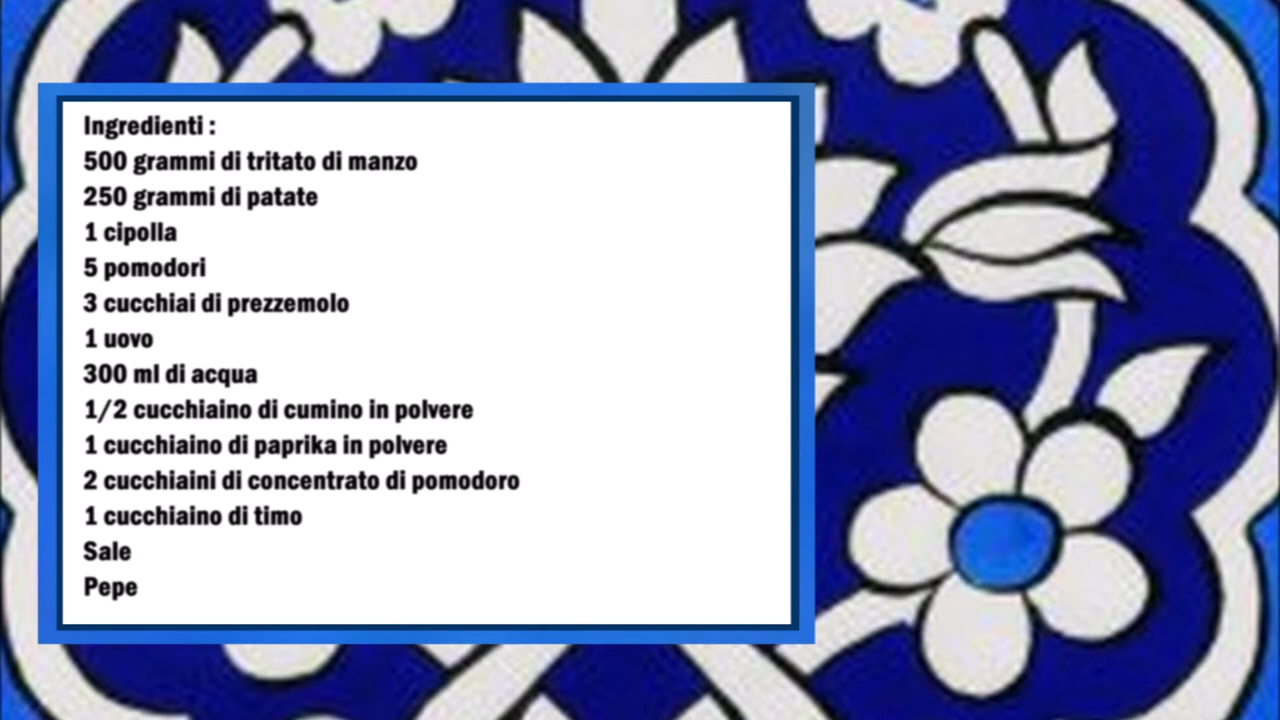 Ingredienti :
500 grammi di tritato di manzo
250 grammi di patate
1 cipolla
5 pomodori
3 cucchiai di prezzemolo
1 uovo
300 ml di acqua
1/2 cucchiaino di cumino in polvere
1 cucchiaino di paprika in polvere
2 cucchiaini di concentrato di pomodoro
1 cucchiaino di timo
Sale
Pepe